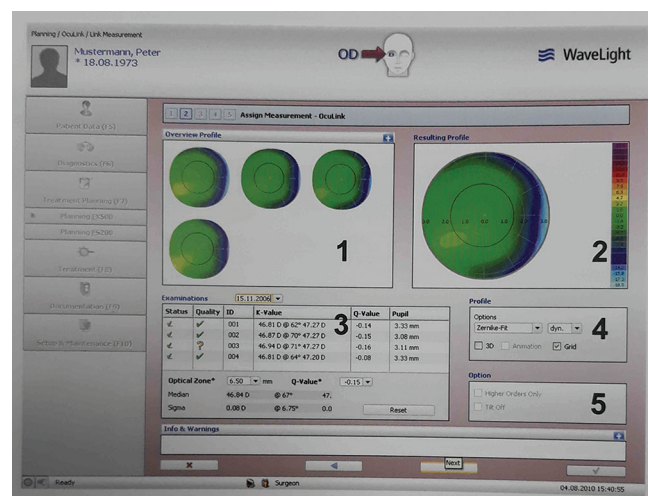 Planning / OcuLink / Link Measurement
Mustermann, Peter
* 18.08.1973
OD
WaveLight
Patient Data (F5)
Diagnostics (F6)
Treatment Planning (F7)
Planning
Planning
Treatment
Documentation
Setup & Maintenance (F10)
1 2 3 4 5 Assign Measurement - OcuLink
Overview Profile
Resulting Profile
1
2
Examinations 15.11.2006
Status Quality ID K-Value Q-Value Pupil
001 46.81 D @ 62° 47.27 D -0.14 3.33 mm
002 46.87 D @ 70° 47.27 D -0.15 3.08 mm
? 003 46.94 D @ 71° 47.27 D -0.16 3.11 mm
004 46.81 D @ 64° 47.20 D -0.08 3.33 mm
3
Optical Zone* 6.50 mm Q-Value* -0.15
Median 46.84 D @ 67° 47.
Sigma 0.08 D @ 6.75° 0.0
Reset
Profile
Options
Zernike-Fit dyn.
3D Animation Grid
4
Option
Higher Orders Only
Tilt Off
5
Info & Warnings
Next
Ready
Surgeon
04.08.2010 15:40:55